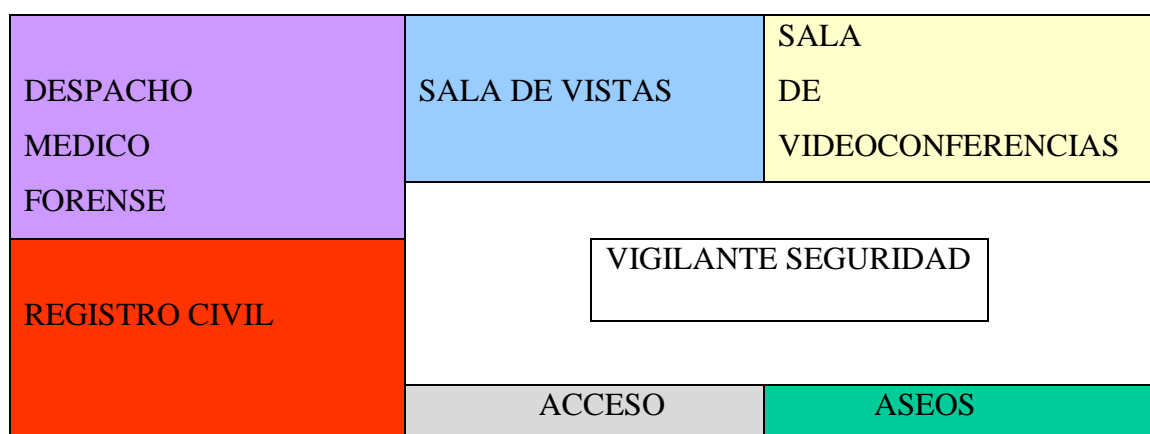 DESPACHO
MEDICO
FORENSE
SALA DE VISTAS
SALA
DE
VIDEOCONFERENCIAS
VIGILANTE SEGURIDAD
REGISTRO CIVIL
ACCESO
ASEOS